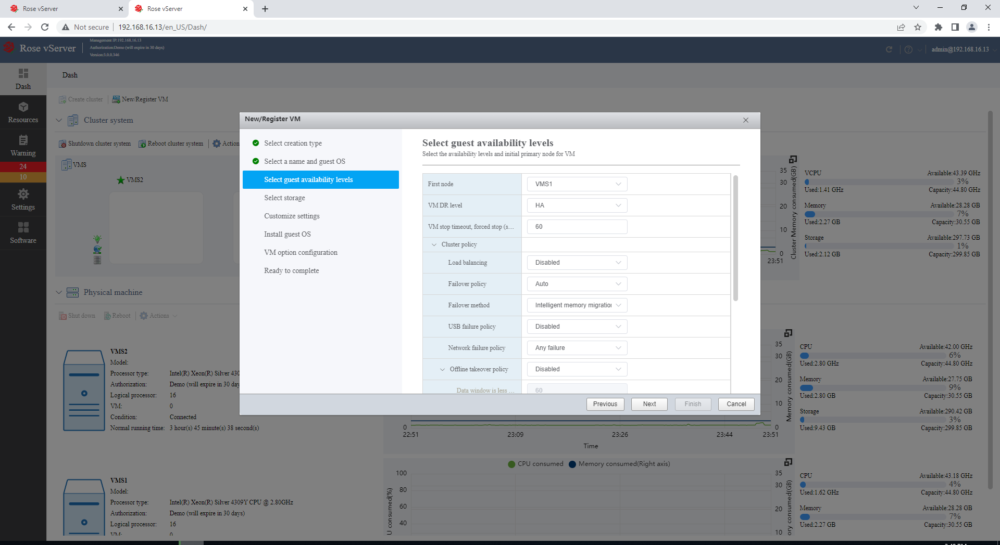 Rose vServer
Rose vServer
Not secure
192.168.16.13/en_US/Dash/
Rose vServer
Management IP:192.168.16.13
Authorization:Demo (will expire in 30 days)
Version:3.0.0.346
admin@192.168.16.13
Dash
Resources
Warning
24
10
Settings
Software
Dash
Create cluster
New/Register VM
Cluster system
Shutdown cluster system
Reboot cluster system
Action
VMS
VMS2
Physical machine
Shut down
Reboot
Actions
VMS2
Model:
Processor type: Intel(R) Xeon(R) Silver 430
Authorization: Demo (will expire in 30 day
Logical processor: 16
VM: 0
Condition: Connected
Normal running time: 3 hour(s) 45 minute(s) 38 second(s)
VMS1
Model:
Processor type: Intel(R) Xeon(R) Silver 4309Y CPU @ 2.80GHz
Authorization: Demo (will expire in 30 days)
Logical processor: 16
VM: 0
New/Register VM
Select creation type
Select a name and guest OS
Select guest availability levels
Select storage
Customize settings
Install guest OS
VM option configuration
Ready to complete
Select guest availability levels
Select the availability levels and initial primary node for VM
First node VMS1
VM DR level HA
VM stop timeout, forced stop (s... 60
Cluster policy
Load balancing Disabled
Failover policy Auto
Failover method Intelligent memory migration
USB failure policy Disabled
Network failure policy Any failure
Offline takeover policy Disabled
Data window is less ... 60
Previous
Next
Finish
Cancel
35
30
20
10
0
23:51
Cluster Memory consumed(GB)
VCPU Available:43.39 GHz
3%
Used:1.41 GHz Capacity:44.80 GHz
Memory Available:28.28 GB
7%
Used:2.27 GB Capacity:30.55 GB
Storage Available:297.73 GB
1%
Used:2.12 GB Capacity:299.85 GB
35
30
20
10
0
Memory consumed(GB)
0
22:51
23:09
23:26
23:44
23:51
Time
CPU Available:42.00 GHz
6%
Used:2.80 GHz Capacity:44.80 GHz
Memory Available:27.75 GB
9%
Used:2.80 GB Capacity:30.55 GB
Storage Available:290.42 GB
3%
Used:9.43 GB Capacity:299.85 GB
CPU consumed
Memory consumed(Right axis)
100
80
60
40
U consumed(%)
35
30
20
10
ory consumed(GB)
CPU Available:43.18 GHz
4%
Used:1.62 GHz Capacity:44.80 GHz
Memory Available:28.28 GB
7%
Used:2.27 GB Capacity:30.55 GB